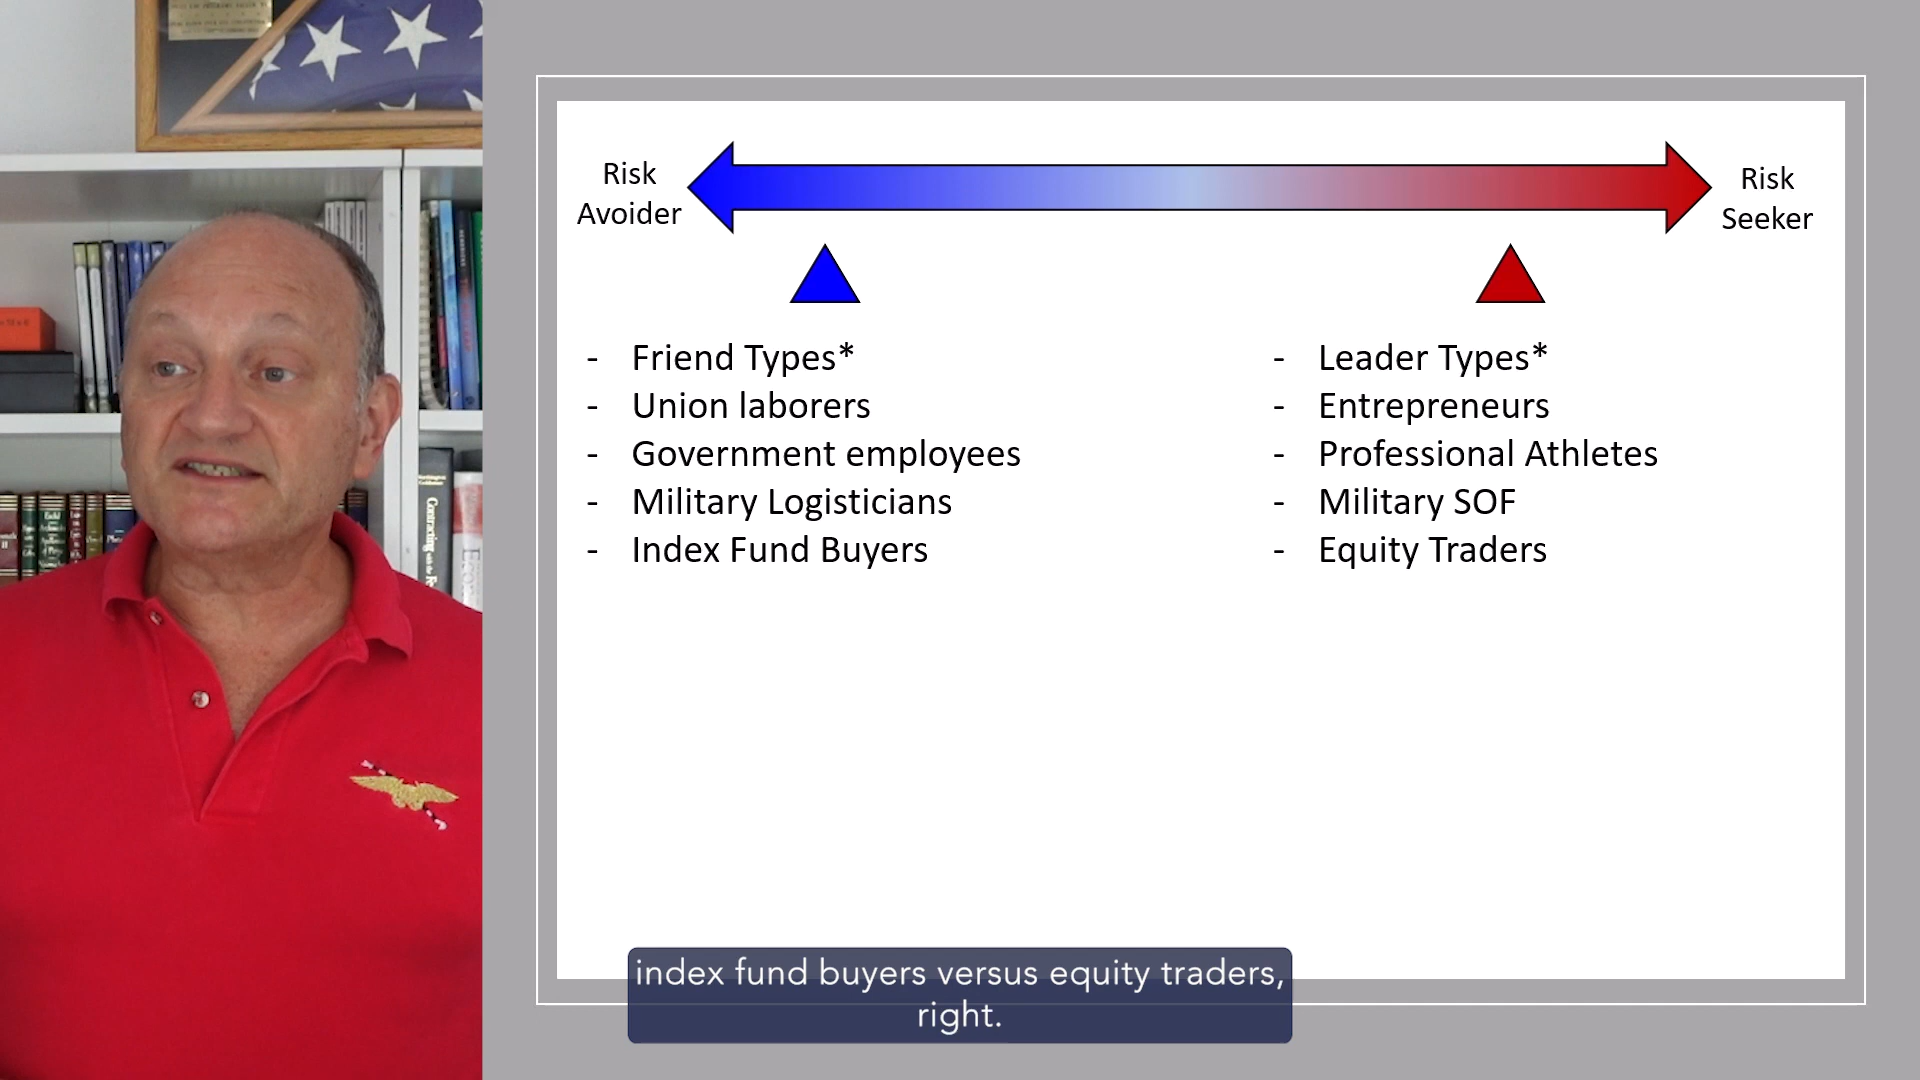 Risk
Avoider
Risk
Seeker
- Friend Types*
- Union laborers
- Government employees
- Military Logisticians
- Index Fund Buyers
- Leader Types*
- Entrepreneurs
- Professional Athletes
- Military SOF
- Equity Traders
index fund buyers versus equity traders,
right.
Contracting